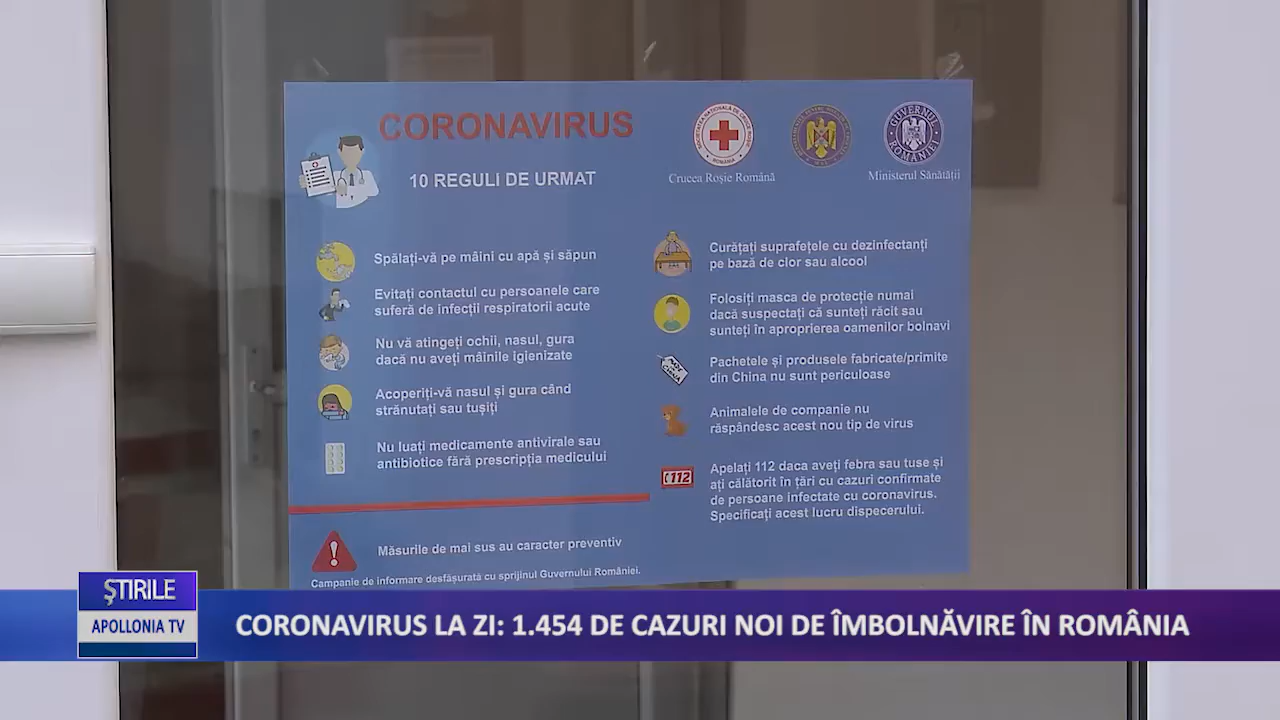 CORONAVIRUS
10 REGULI DE URMAT
Crucea Roșie Română
GUVERNUL
ROMÂNIEI
Ministerul Sănătății
Spălați-vă pe mâini cu apă și săpun
Evitați contactul cu persoanele care
suferă de infecții respiratorii acute
Nu vă atingeți ochii, nasul, gura
dacă nu aveți mâinile igienizate
Acoperiți-vă nasul și gura când
strănutați sau tușiți
Nu luați medicamente antivirale sau
antibiotice fără prescripția medicului
Curățați suprafețele cu dezinfectanți
pe bază de clor sau alcool
Folosiți masca de protecție numai
dacă suspectați că sunteți răcit sau
sunteți în aproprierea oamenilor bolnavi
Pachetele și produsele fabricate/primite
din China nu sunt periculoase
Animalele de companie nu
răspândesc acest nou tip de virus
112
Apelați 112 daca aveți febra sau tuse și
ați călătorit în țări cu cazuri confirmate
de persoane infectate cu coronavirus.
Specificați acest lucru dispecerului.
Măsurile de mai sus au caracter preventiv
Campanie de informare desfășurată cu sprijinul Guvernului României.
ȘTIRILE
APOLLONIA TV
CORONAVIRUS LA ZI: 1.454 DE CAZURI NOI DE ÎMBOLNĂVIRE ÎN ROMÂNIA